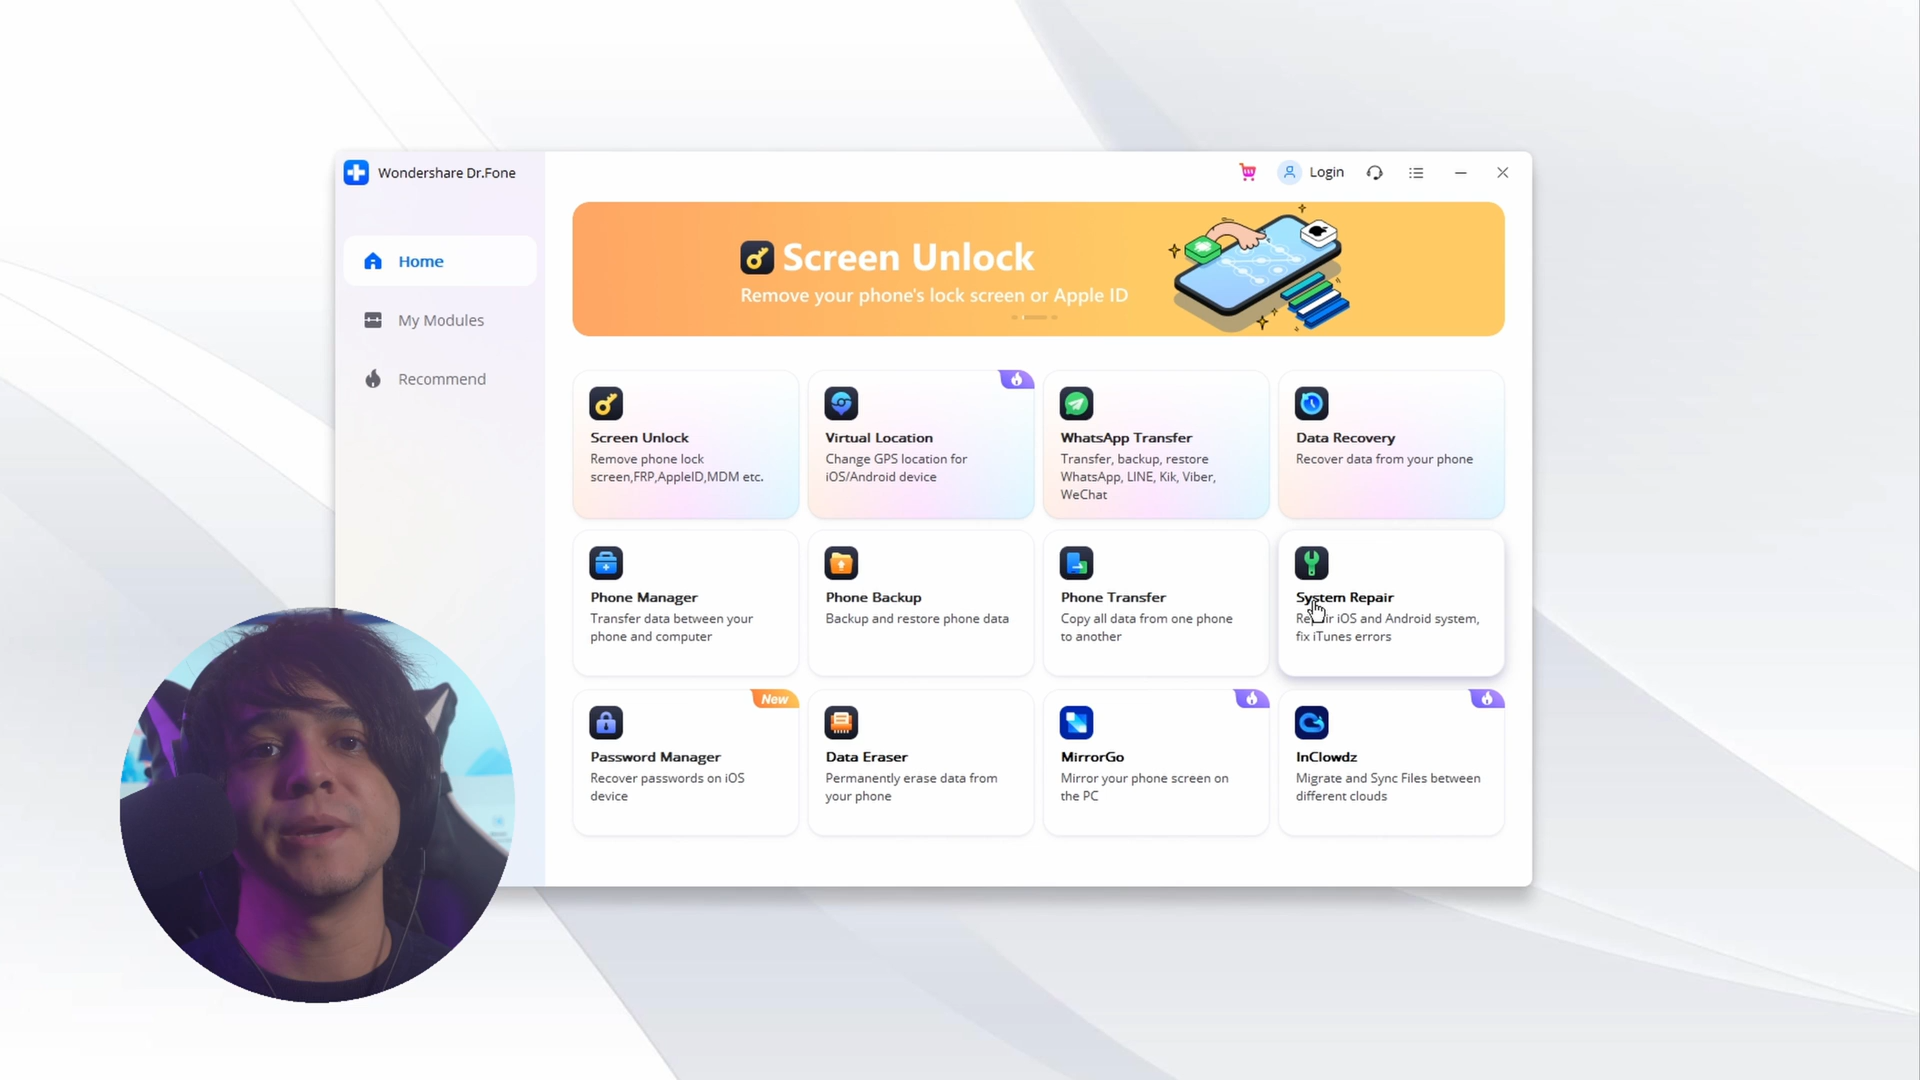 Wondershare Dr.Fone
Login
Home
My Modules
Recommend
Screen Unlock
Remove your phone's lock screen or Apple ID
Screen Unlock
Remove phone lock
screen,FRP,AppleID,MDM etc.
Virtual Location
Change GPS location for
iOS/Android device
WhatsApp Transfer
Transfer, backup, restore
WhatsApp, LINE, Kik, Viber,
WeChat
Data Recovery
Recover data from your phone
Phone Manager
Transfer data between your
phone and computer
Phone Backup
Backup and restore phone data
Phone Transfer
Copy all data from one phone
to another
System Repair
Repair iOS and Android system,
fix iTunes errors
New
Password Manager
Recover passwords on iOS
device
Data Eraser
Permanently erase data from
your phone
MirrorGo
Mirror your phone screen on
the PC
InClowdz
Migrate and Sync Files between
different clouds